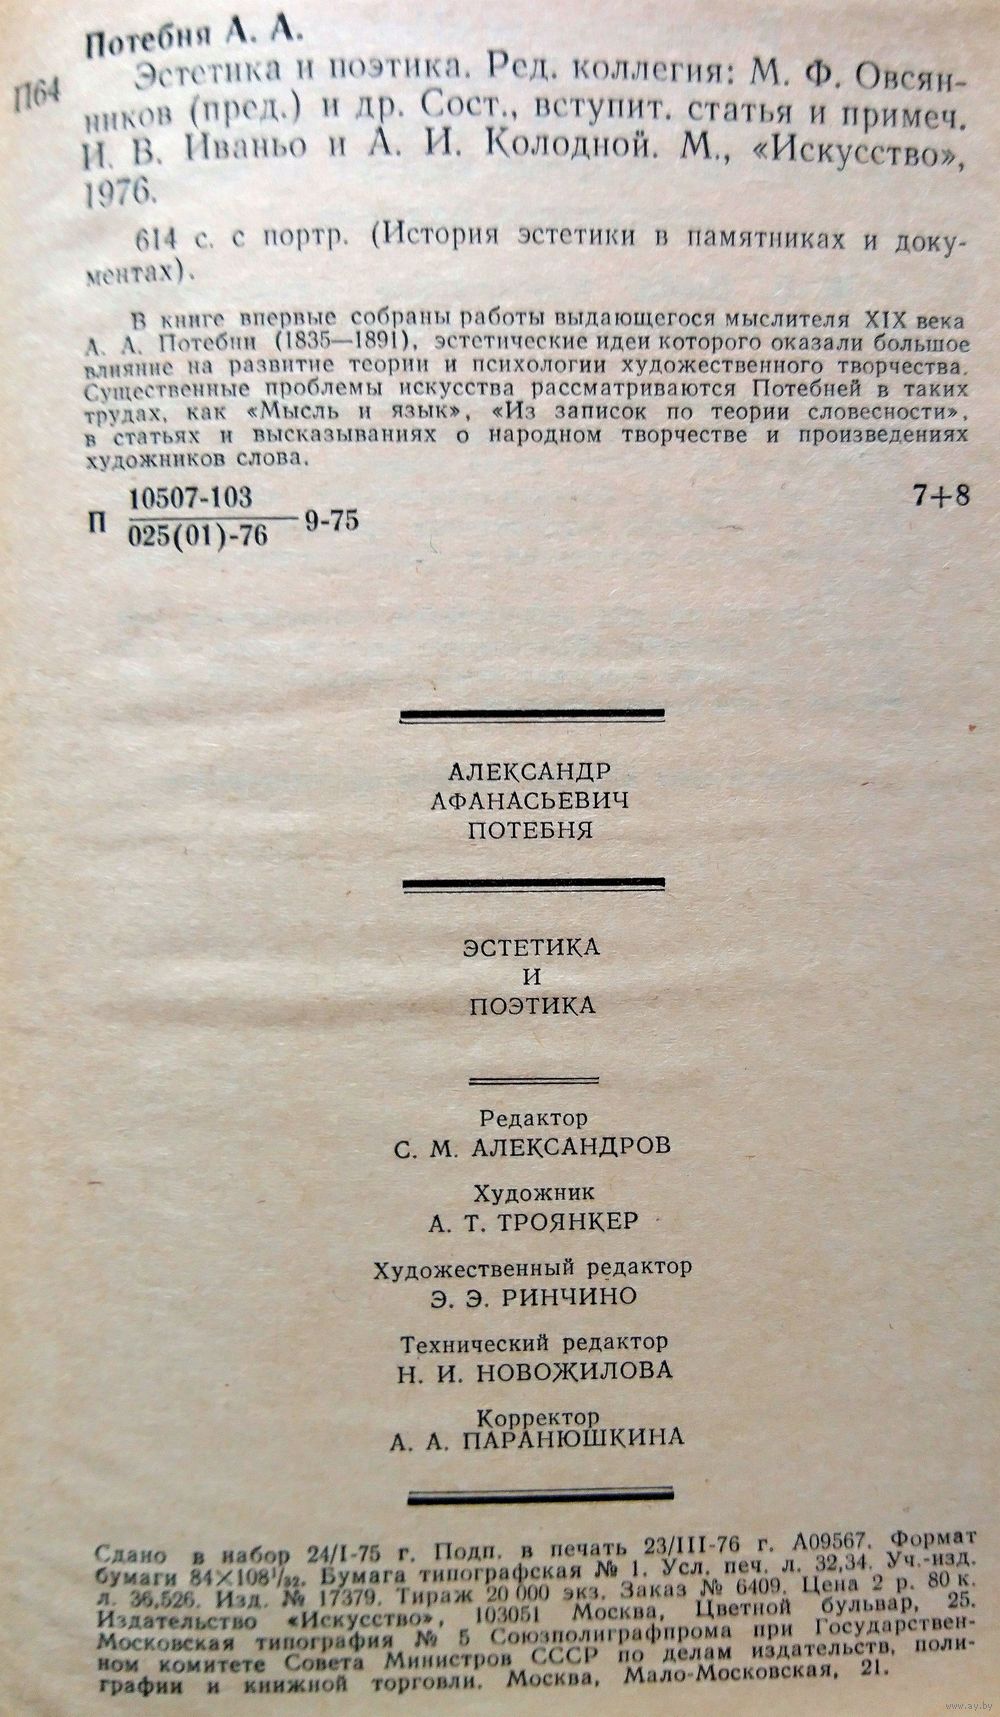 Потебня А. А.
П64
Эстетика и поэтика. Ред. коллегия: М. Ф. Овсян-
ников (пред.) и др. Сост., вступит. статья и примеч.
И. В. Иваньо и А. И. Колодной. М., «Искусство»,
1976.
614 с. с портр. (История эстетики в памятниках и доку-
ментах).
В книге впервые собраны работы выдающегося мыслителя XIX века
А. А. Потебни (1835—1891), эстетические идеи которого оказали большое
влияние на развитие теории и психологии художественного творчества.
Существенные проблемы искусства рассматриваются Потебней в таких
трудах, как «Мысль и язык», «Из записок по теории словесности»,
в статьях и высказываниях о народном творчестве и произведениях
художников слова.
10507-103
П 9-75 7+8
025(01)-76
АЛЕКСАНДР
АФАНАСЬЕВИЧ
ПОТЕБНЯ
ЭСТЕТИКА
И
ПОЭТИКА
Редактор
С. М. АЛЕКСАНДРОВ
Художник
А. Т. ТРОЯНКЕР
Художественный редактор
Э. Э. РИНЧИНО
Технический редактор
Н. И. НОВОЖИЛОВА
Корректор
А. А. ПАРАНЮШКИНА
Сдано в набор 24/I-75 г. Подп. в печать 23/III-76 г. А09567. Формат
бумаги 84×108¹/₃₂. Бумага типографская № 1. Усл. печ. л. 32,34. Уч.-изд.
л. 36,526. Изд. № 17379. Тираж 20 000 экз. Заказ № 6409. Цена 2 р. 80 к.
Издательство «Искусство», 103051 Москва, Цветной бульвар, 25.
Московская типография № 5 Союзполиграфпрома при Государствен-
ном комитете Совета Министров СССР по делам издательств, поли-
графии и книжной торговли. Москва, Мало-Московская, 21.
www.ay.by